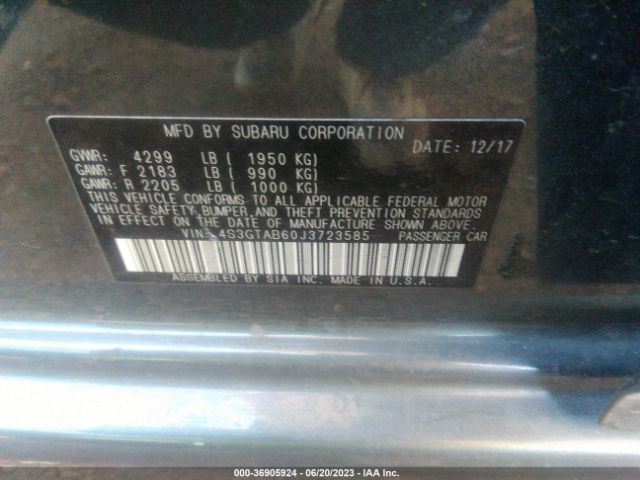 MFD BY SUBARU CORPORATION DATE: 12/17
GVWR: 4299 LB ( 1950 KG)
GAWR: F 2183 LB ( 990 KG)
GAWR: R 2205 LB ( 1000 KG)
THIS VEHICLE CONFORMS TO ALL APPLICABLE FEDERAL MOTOR
VEHICLE SAFETY, BUMPER, AND THEFT PREVENTION STANDARDS
IN EFFECT ON THE DATE OF MANUFACTURE SHOWN ABOVE.
VIN: 4S3GTAB60J3723585 PASSENGER CAR
ASSEMBLED BY SIA INC. MADE IN U.S.A.
000-36905924 | 06/20/2023 | IAA Inc.